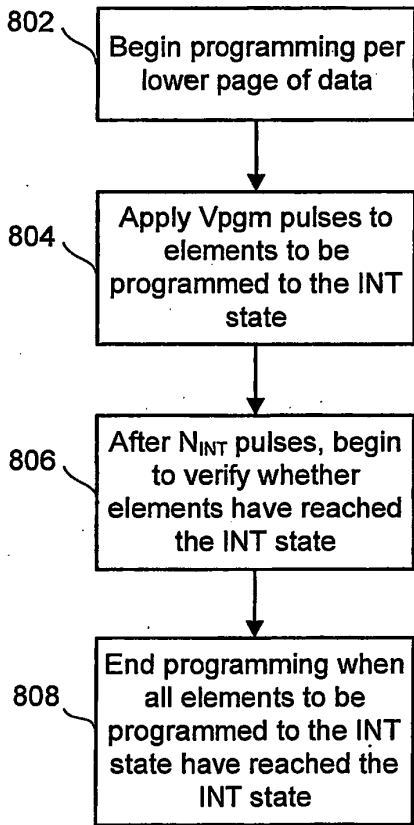 802
Begin programming per
lower page of data
804
Apply Vpgm pulses to
elements to be
programmed to the INT
state
806
After NINT pulses, begin
to verify whether
elements have reached
the INT state
808
End programming when
all elements to be
programmed to the INT
state have reached the
INT state